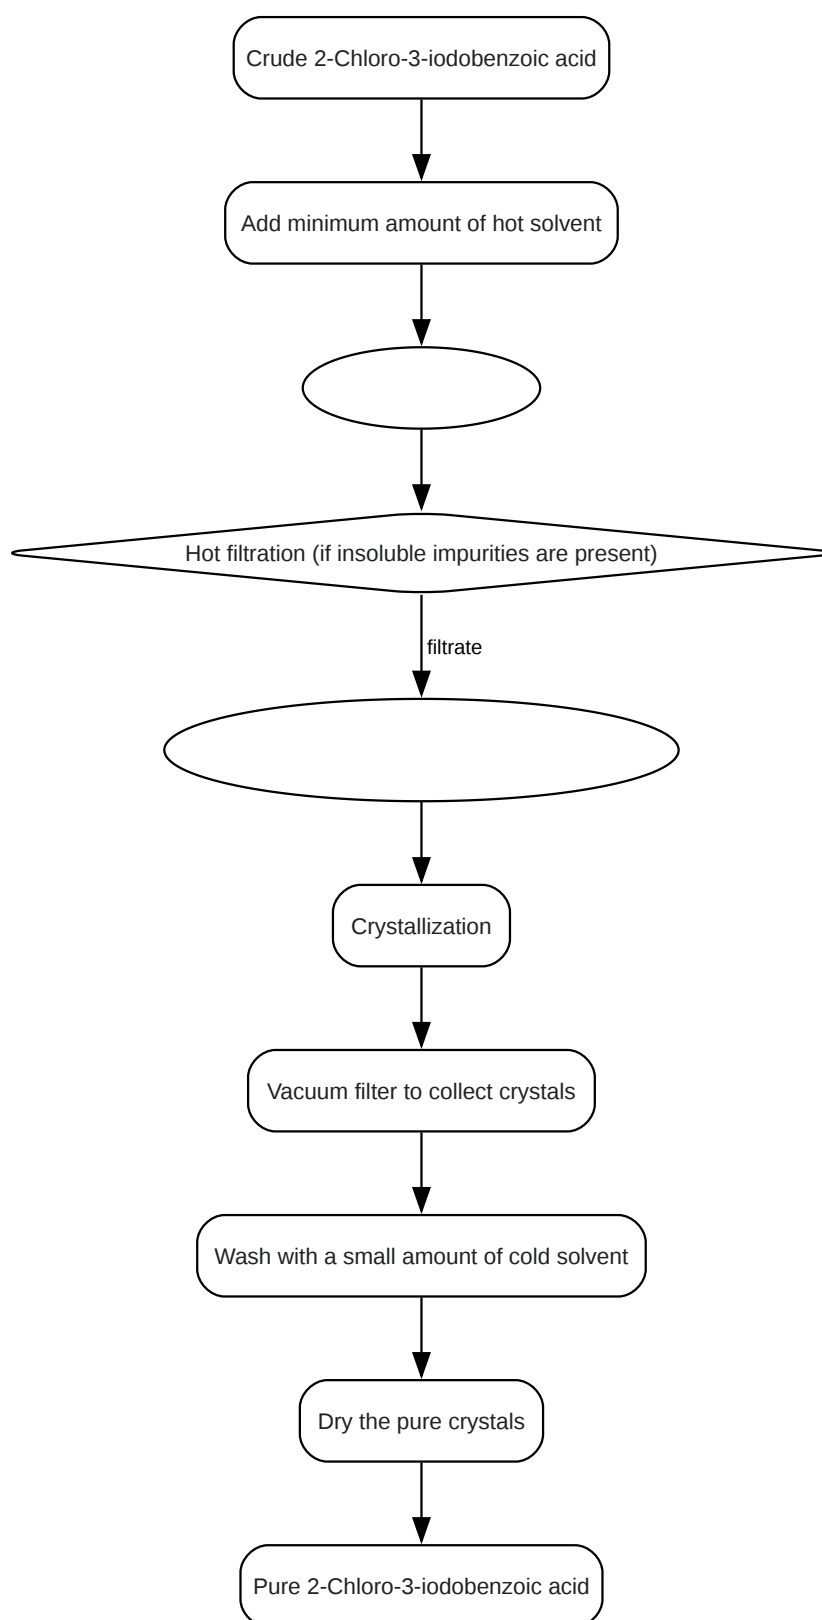 Crude 2-Chloro-3-iodobenzoic acid
Add minimum amount of hot solvent
Hot filtration (if insoluble impurities are present)
filtrate
Crystallization
Vacuum filter to collect crystals
Wash with a small amount of cold solvent
Dry the pure crystals
Pure 2-Chloro-3-iodobenzoic acid